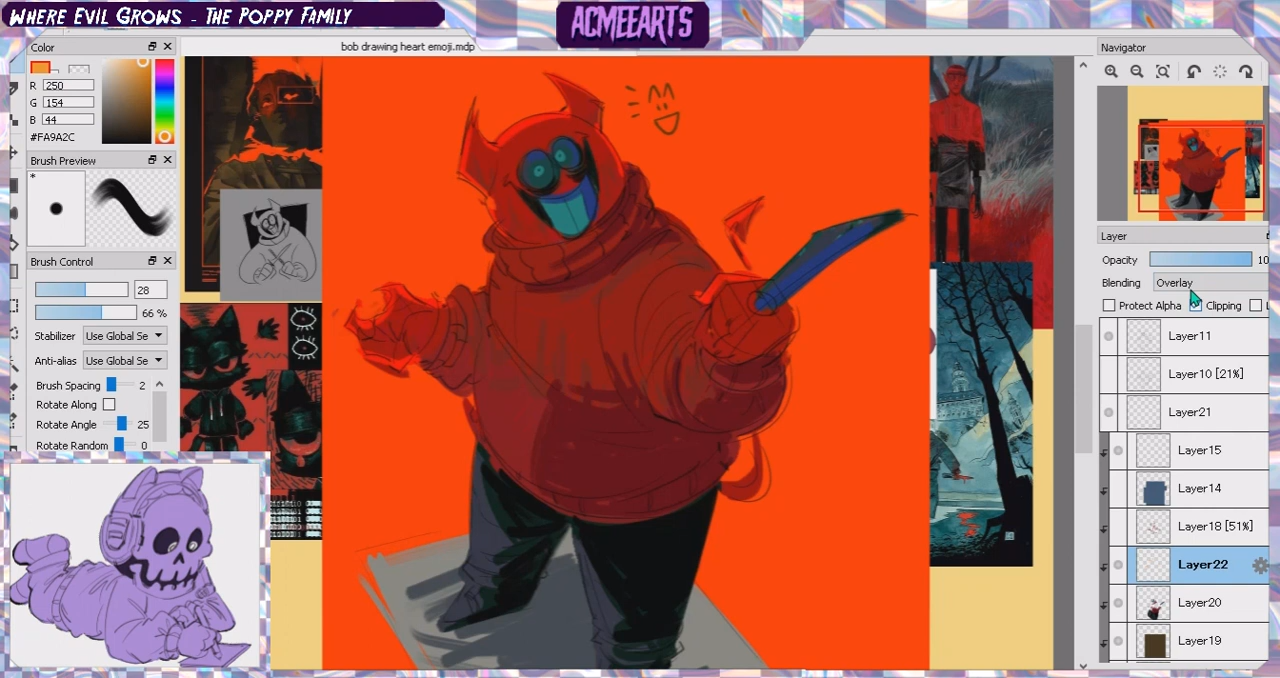 Where Evil Grows - The Poppy Family
ACMEEARTS
Color
bob drawing heart emoji.mdp
Navigator
R 250
G 154
B 44
#FA9A2C
Brush Preview
*
Brush Control
28
66 %
Stabilizer Use Global Se
Anti-alias Use Global Se
Brush Spacing 2
Rotate Along
Rotate Angle 25
Rotate Random 0
Layer
Opacity 10
Blending Overlay
Protect Alpha Clipping L
Layer11
Layer10 [21%]
Layer21
Layer15
Layer14
Layer18 [51%]
Layer22
Layer20
Layer19